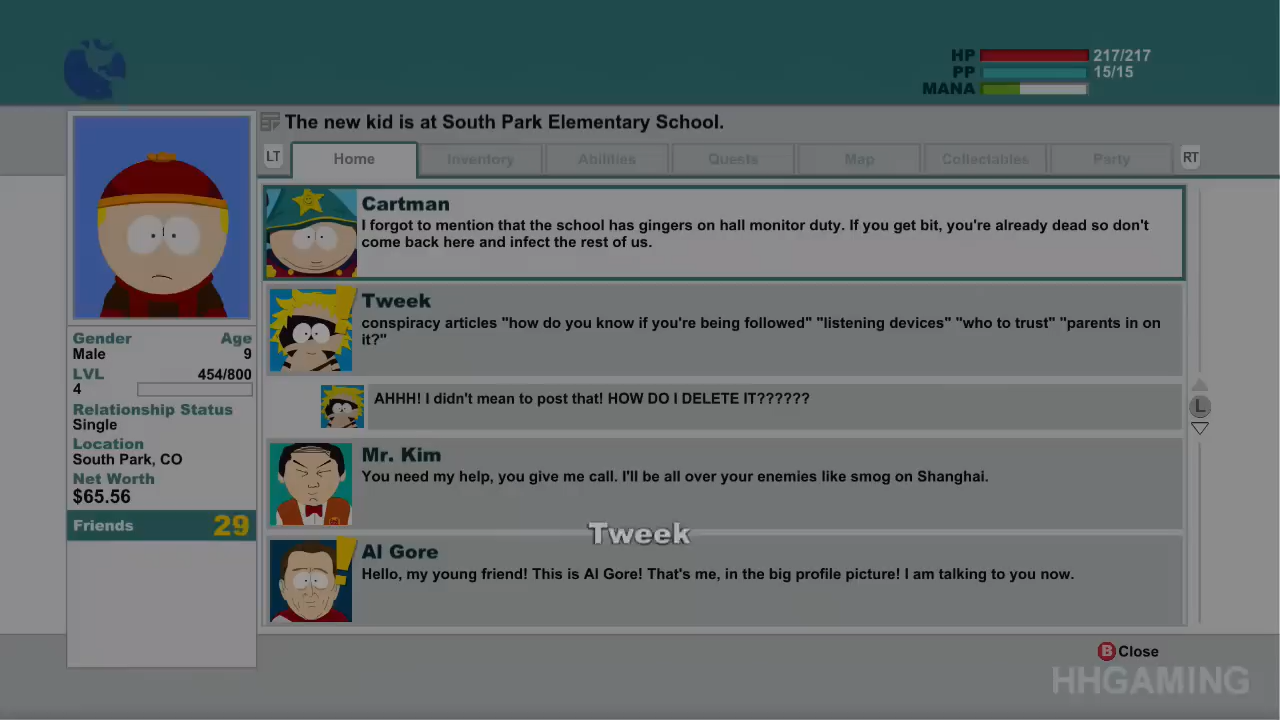 HP 217/217
PP 15/15
MANA
The new kid is at South Park Elementary School.
LT Home Inventory Abilities Quests Map Collectables Party RT
Gender Age
Male 9
LVL 454/800
4
Relationship Status
Single
Location
South Park, CO
Net Worth
$65.56
Friends 29
Cartman
I forgot to mention that the school has gingers on hall monitor duty. If you get bit, you're already dead so don't
come back here and infect the rest of us.
Tweek
conspiracy articles "how do you know if you're being followed" "listening devices" "who to trust" "parents in on
it?"
AHHH! I didn't mean to post that! HOW DO I DELETE IT??????
L
Mr. Kim
You need my help, you give me call. I'll be all over your enemies like smog on Shanghai.
Tweek
Al Gore
Hello, my young friend! This is Al Gore! That's me, in the big profile picture! I am talking to you now.
B Close
HHGAMING